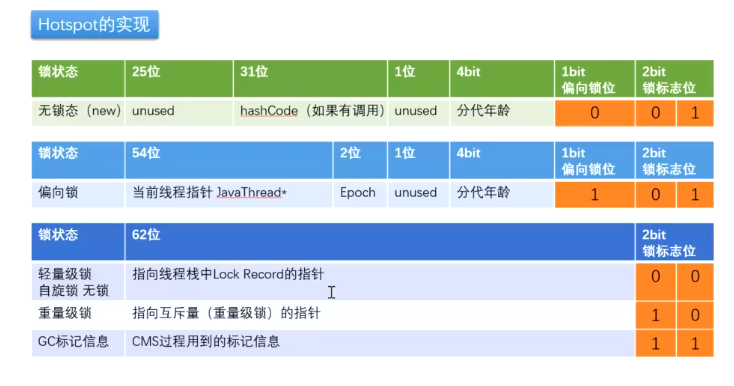 Hotspot的实现
锁状态 25位 31位 1位 4bit 1bit 2bit
偏向锁位 锁标志位
无锁态（new） unused hashCode（如果有调用） unused 分代年龄 0 0 1
锁状态 54位 2位 1位 4bit 1bit 2bit
偏向锁位 锁标志位
偏向锁 当前线程指针 JavaThread* Epoch unused 分代年龄 1 0 1
锁状态 62位 2bit
锁标志位
轻量级锁 指向线程栈中Lock Record的指针 0 0
自旋锁 无锁
重量级锁 指向互斥量（重量级锁）的指针 1 0
GC标记信息 CMS过程用到的标记信息 1 1